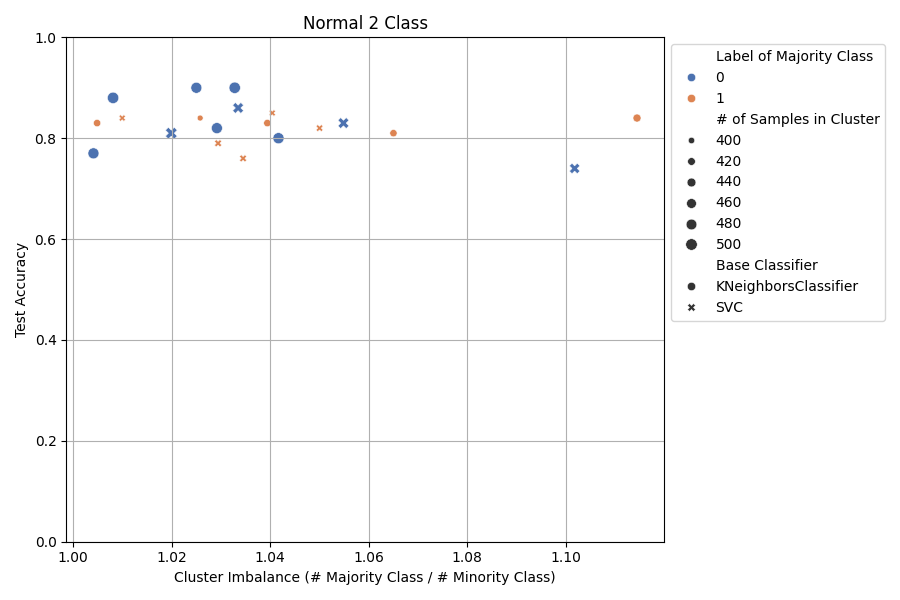 Normal 2 Class
1.0
0.8
0.6
0.4
0.2
0.0
Test Accuracy
1.00
1.02
1.04
1.06
1.08
1.10
Cluster Imbalance (# Majority Class / # Minority Class)
Label of Majority Class
0
1
# of Samples in Cluster
400
420
440
460
480
500
Base Classifier
KNeighborsClassifier
SVC